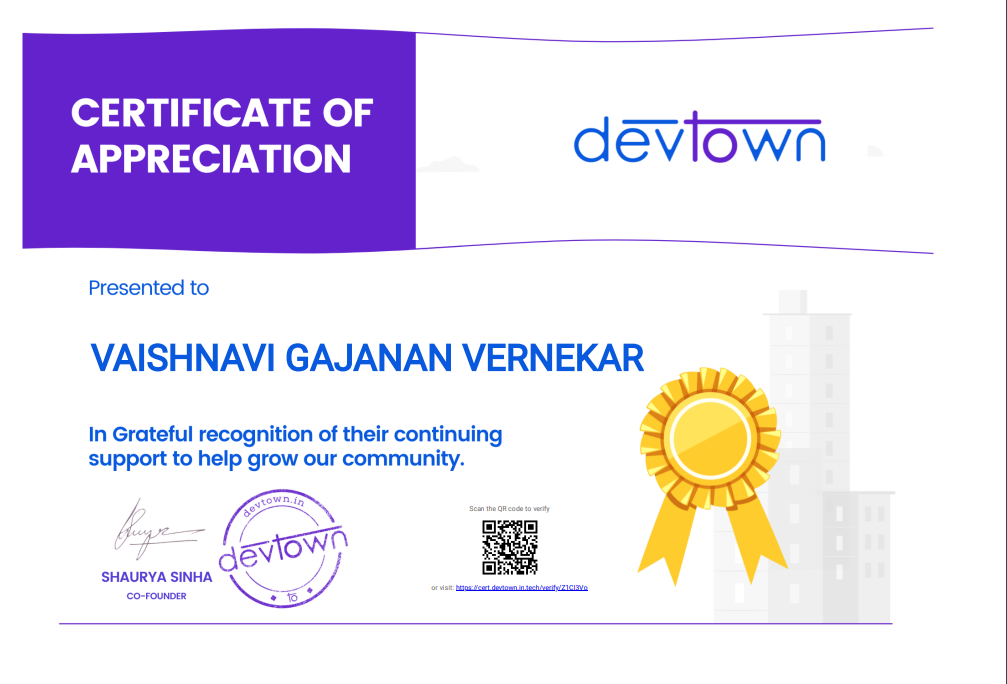 CERTIFICATE OF
APPRECIATION
devtown
Presented to
VAISHNAVI GAJANAN VERNEKAR
In Grateful recognition of their continuing
support to help grow our community.
Scan the QR code to verify
devtown.in
devtown
SHAURYA SINHA
CO-FOUNDER
or visit: https://cert.devtown.in.tech/verify/Z1Cl3Vo